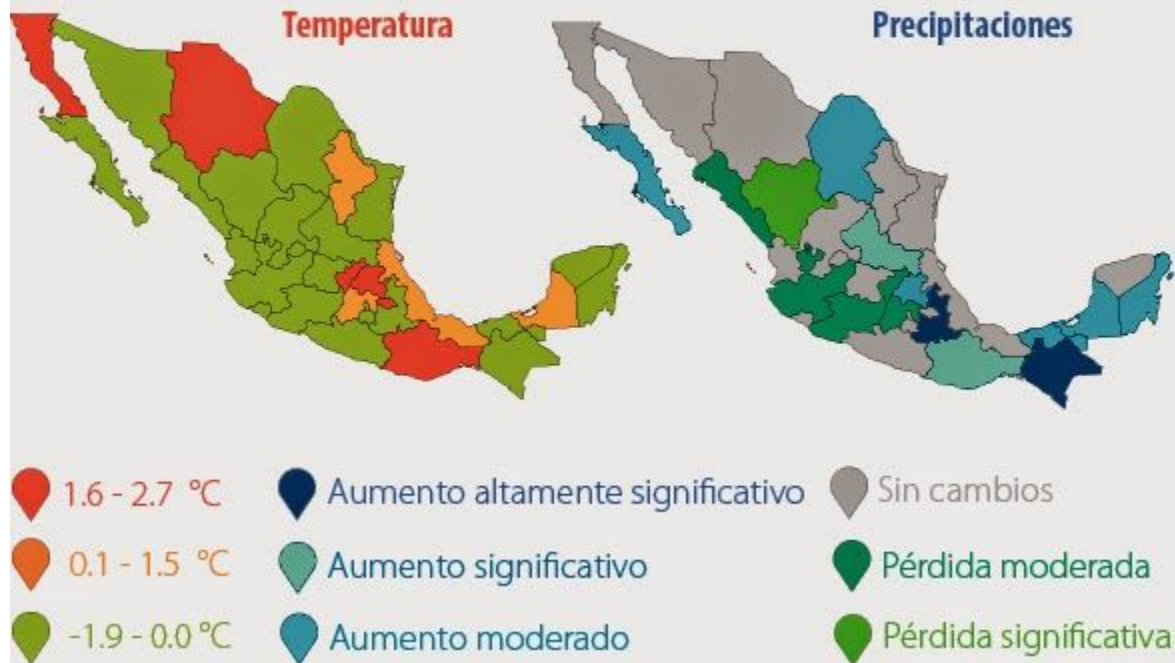 Temperatura
Precipitaciones
1.6 - 2.7 °C
Aumento altamente significativo
Sin cambios
0.1 - 1.5 °C
Aumento significativo
Pérdida moderada
-1.9 - 0.0 °C
Aumento moderado
Pérdida significativa